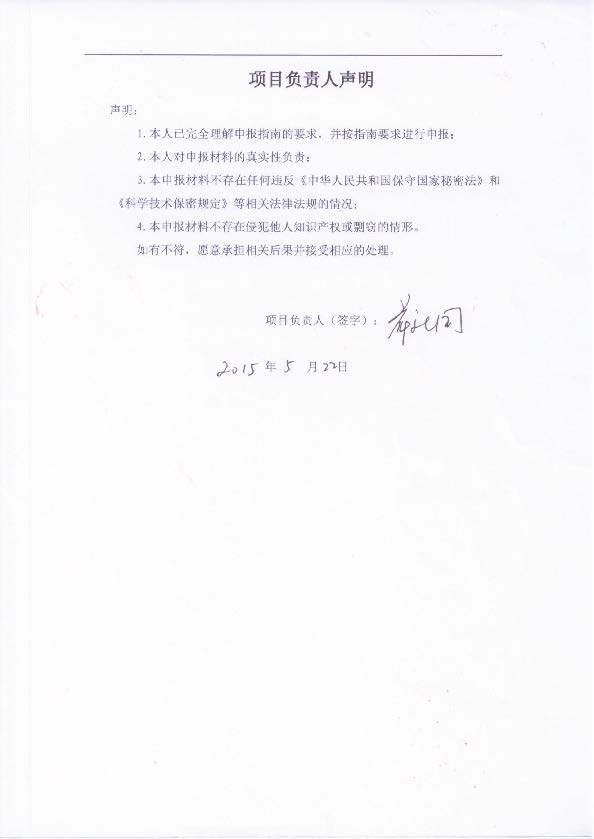 项目负责人声明
声明：
1.本人已完全理解申报指南的要求，并按指南要求进行申报；
2.本人对申报材料的真实性负责；
3.本申报材料不存在任何违反《中华人民共和国保守国家秘密法》和
《科学技术保密规定》等相关法律法规的情况；
4.本申报材料不存在侵犯他人知识产权或剽窃的情形。
如有不符，愿意承担相关后果并接受相应的处理。
项目负责人（签字）：
2015年5月22日